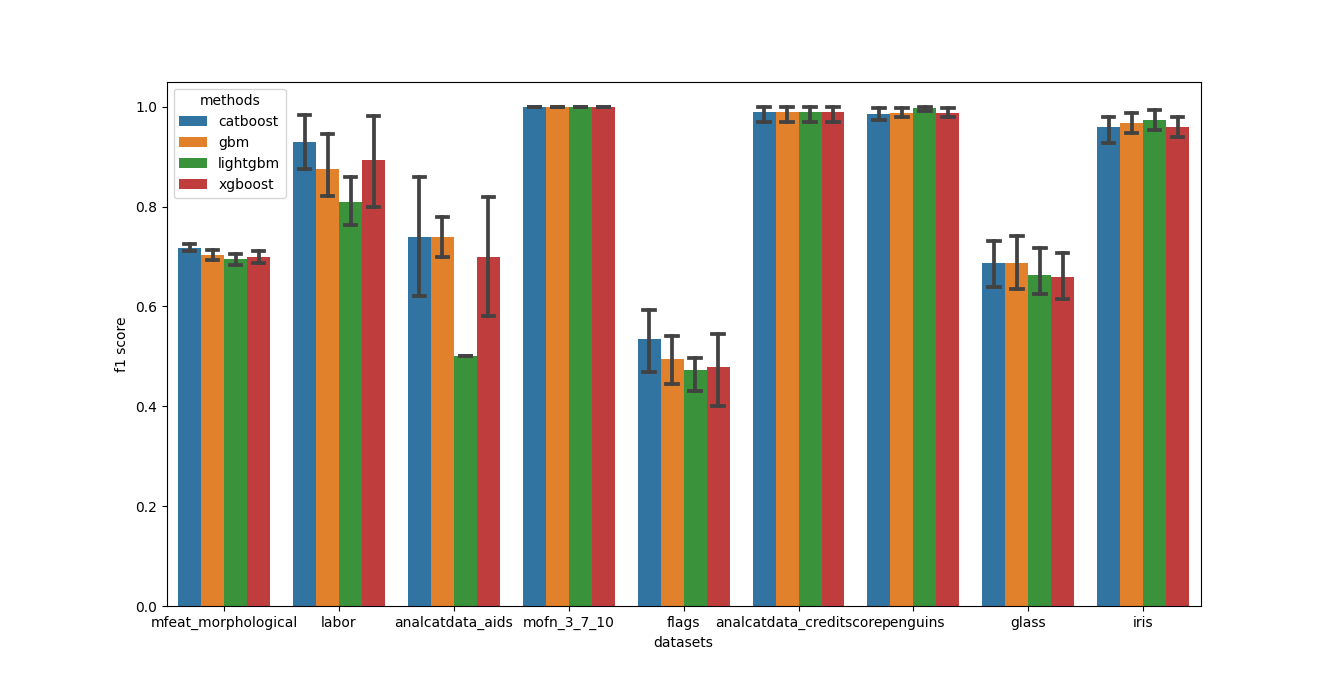 methods
catboost
gbm
lightgbm
xgboost
1.0
0.8
0.6
0.4
0.2
0.0
f1 score
mfeat_morphological labor analcatdata_aids mofn_3_7_10 flags analcatdata_creditscore penguins glass iris
datasets